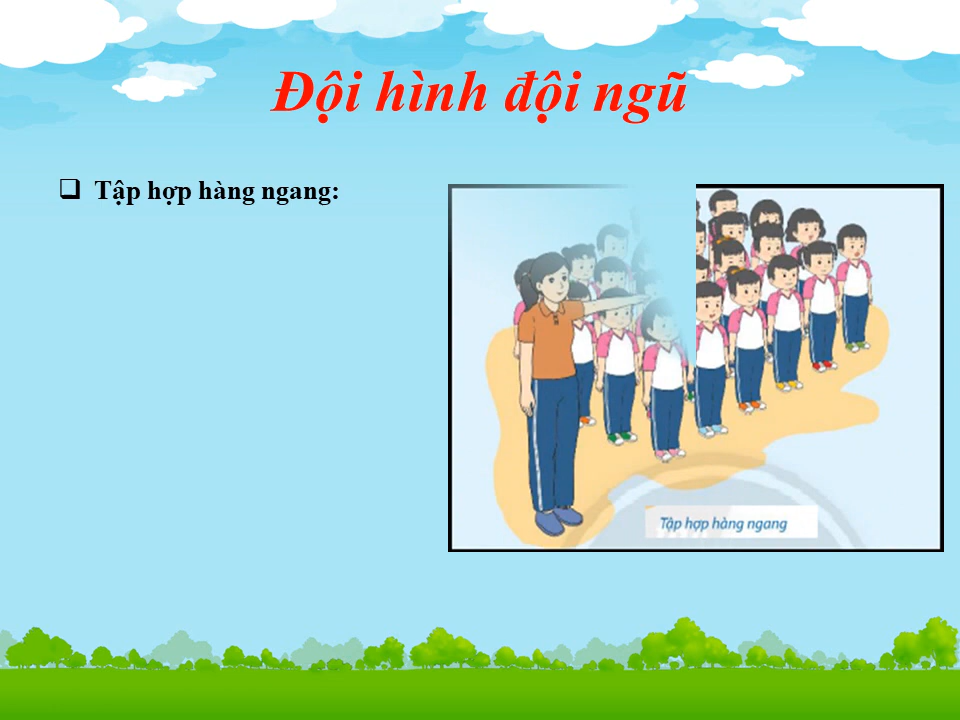 Đội hình đội ngũ
Tập hợp hàng ngang:
Tập hợp hàng ngang